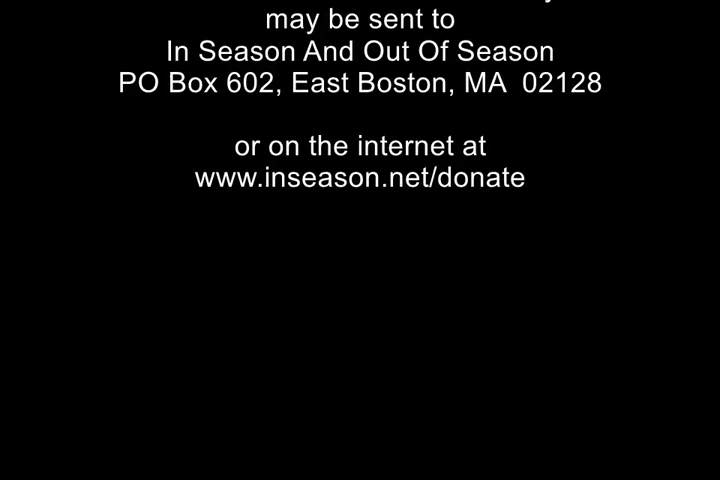 may be sent to
In Season And Out Of Season
PO Box 602, East Boston, MA  02128
or on the internet at
www.inseason.net/donate